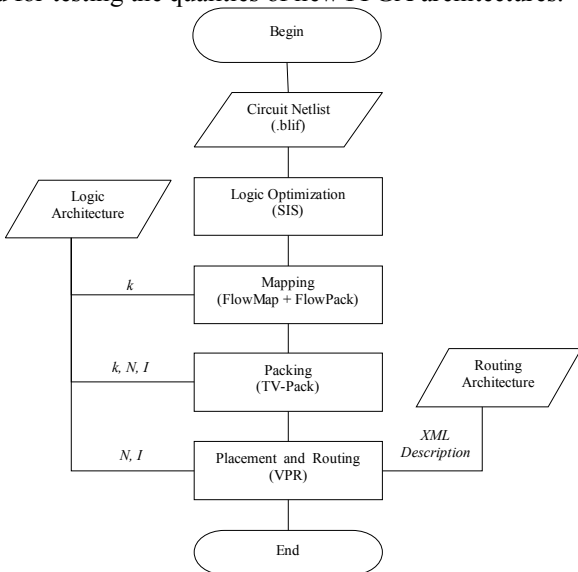 for testing the qualities of new FPGA architectures.
Begin
Circuit Netlist
(.blif)
Logic
Architecture
Logic Optimization
(SIS)
k
Mapping
(FlowMap + FlowPack)
k, N, I
Packing
(TV-Pack)
Routing
Architecture
N, I
Placement and Routing
(VPR)
XML
Description
End